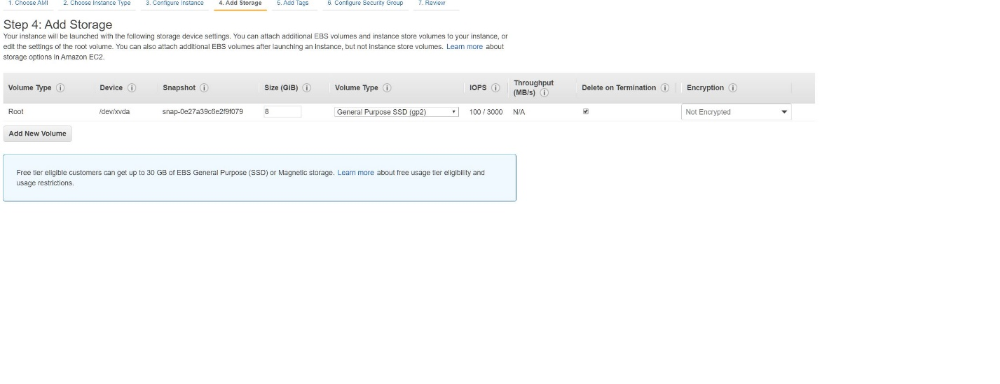 1. Choose AMI 2. Choose Instance Type 3. Configure Instance 4. Add Storage 5. Add Tags 6. Configure Security Group 7. Review
Step 4: Add Storage
Your instance will be launched with the following storage device settings. You can attach additional EBS volumes and instance store volumes to your instance, or
edit the settings of the root volume. You can also attach additional EBS volumes after launching an instance, but not instance store volumes. Learn more about
storage options in Amazon EC2.
Volume Type i Device i Snapshot i Size (GiB) i Volume Type i IOPS i Throughput (MB/s) i Delete on Termination i Encryption i
Root /dev/xvda snap-0e27a39c6e2f9f079 8 General Purpose SSD (gp2) 100 / 3000 N/A Not Encrypted
Add New Volume
Free tier eligible customers can get up to 30 GB of EBS General Purpose (SSD) or Magnetic storage. Learn more about free usage tier eligibility and
usage restrictions.